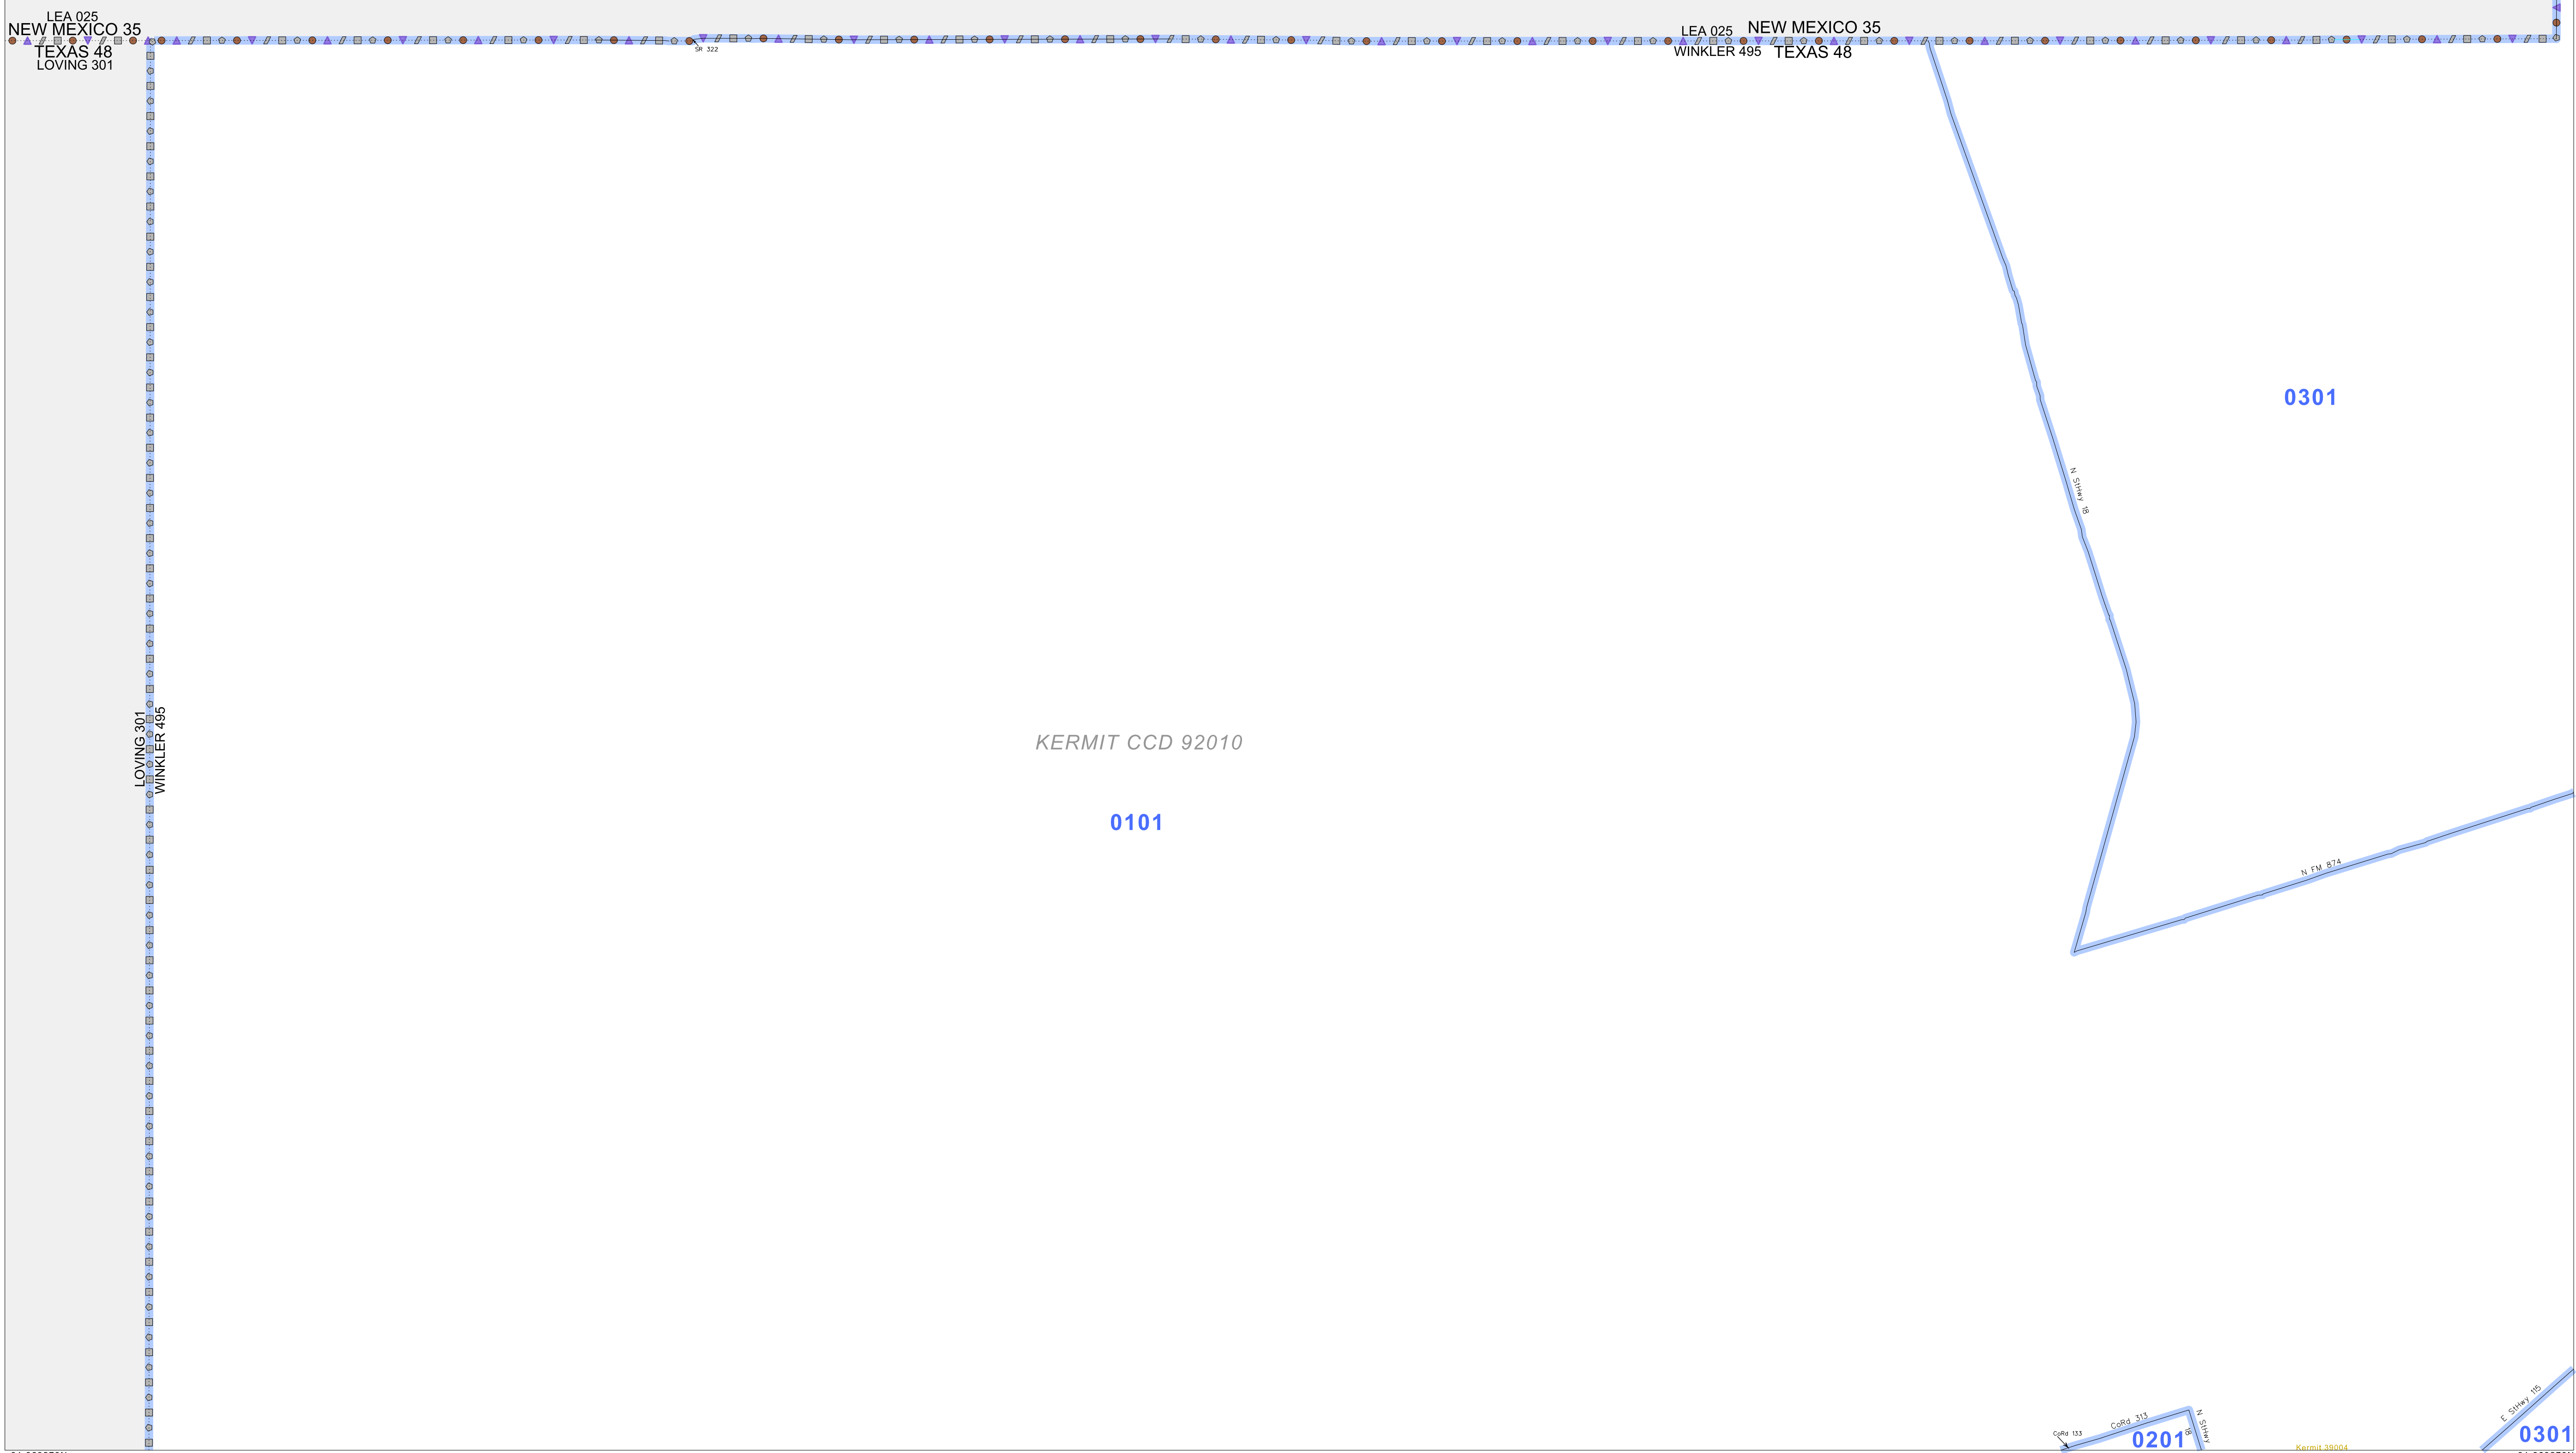 LEA 025
NEW MEXICO 35
TEXAS 48
LOVING 301
SR 322
LEA 025 NEW MEXICO 35
WINKLER 495 TEXAS 48
0301
N StHwy 18
LOVING 301
WINKLER 495
KERMIT CCD 92010
0101
N FM 874
E StHwy 115
CoRd 313
N StHwy 18
CoRd 133
0201
0301
Kermit 39004